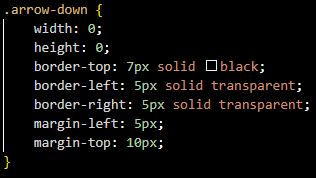 .arrow-down {
width: 0;
height: 0;
border-top: 7px solid black;
border-left: 5px solid transparent;
border-right: 5px solid transparent;
margin-left: 5px;
margin-top: 10px;
}